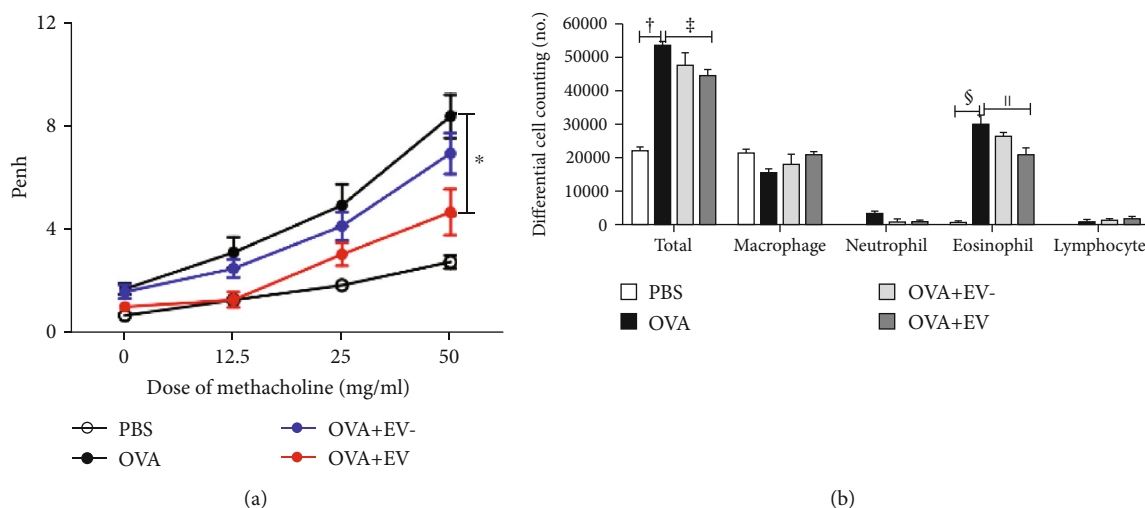 12
8
4
0
Penh
*
0 12.5 25 50
Dose of methacholine (mg/ml)
PBS
OVA
OVA+EV-
OVA+EV
(a)
60000
50000
40000
30000
20000
10000
0
Differential cell counting (no.)
† ‡
§ ||
Total Macrophage Neutrophil Eosinophil Lymphocyte
PBS
OVA
OVA+EV-
OVA+EV
(b)